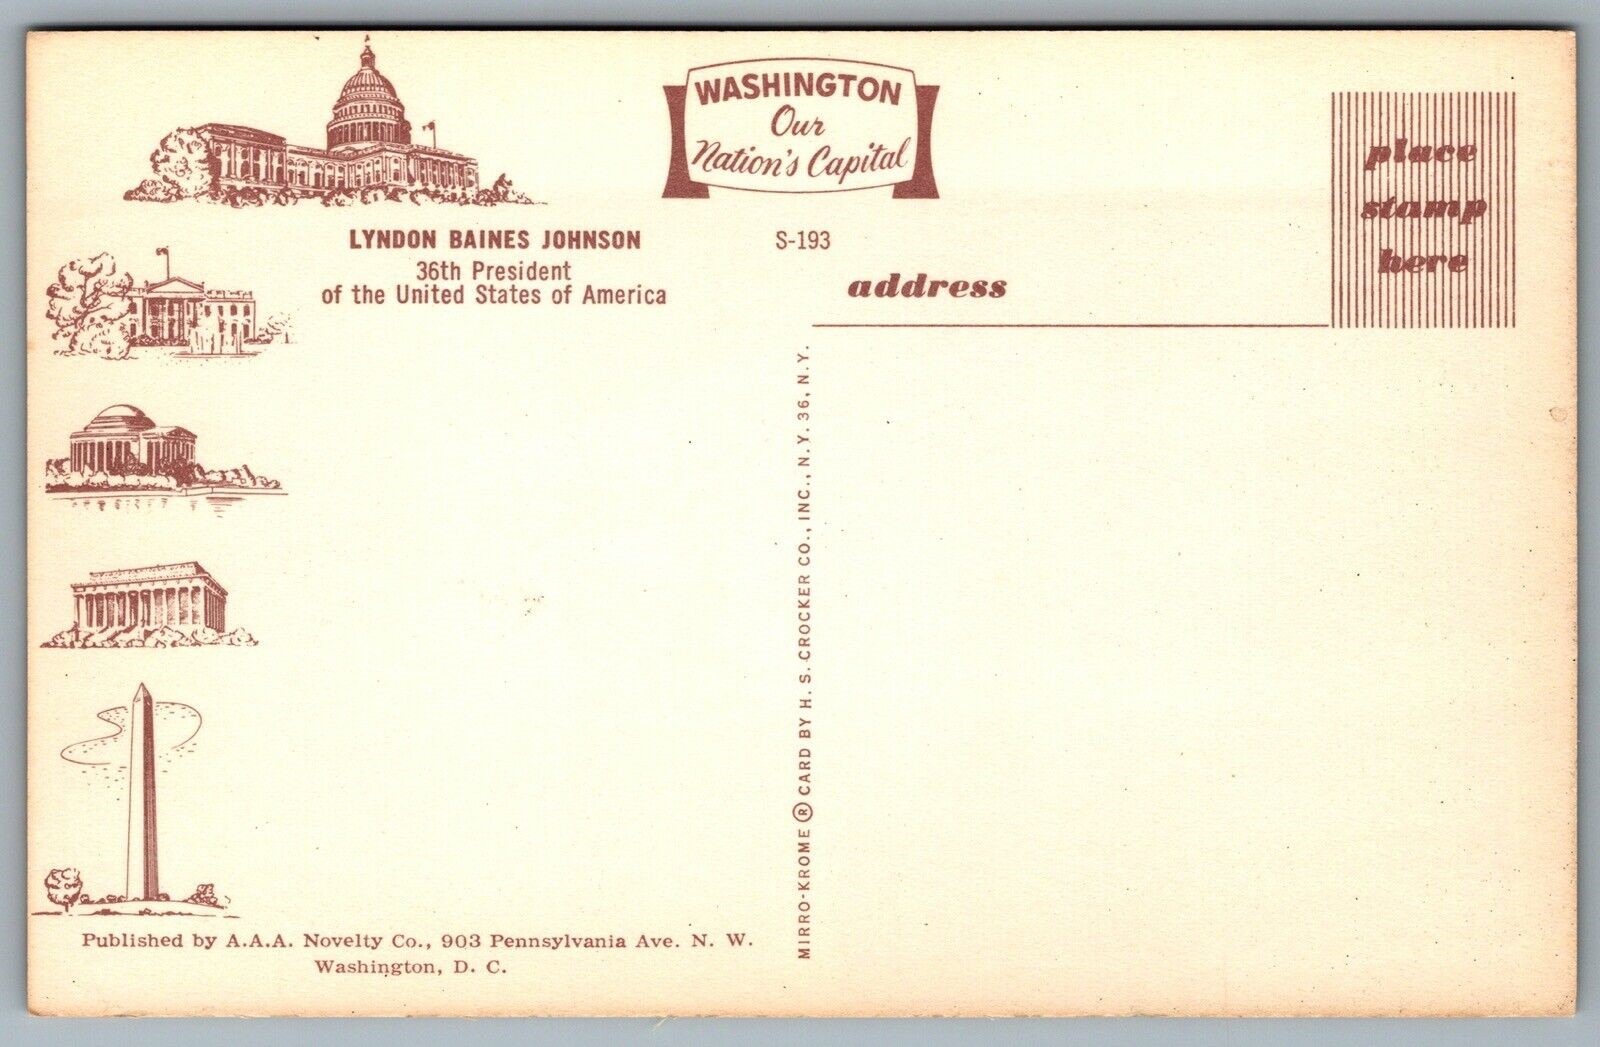 WASHINGTON
Our
Nation's Capital
place
stamp
here
LYNDON BAINES JOHNSON
36th President
of the United States of America
S-193
address
MIRRO-KROME ® CARD BY H. S. CROCKER CO., INC., N. Y. 36, N. Y.
Published by A.A.A. Novelty Co., 903 Pennsylvania Ave. N. W.
Washington, D. C.